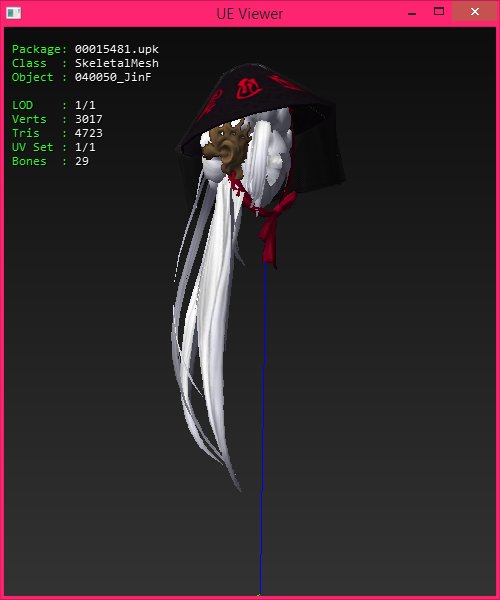 UE Viewer
Package: 00015481.upk
Class : SkeletalMesh
Object : 040050_JinF
LOD : 1/1
Verts : 3017
Tris : 4723
UV Set : 1/1
Bones : 29